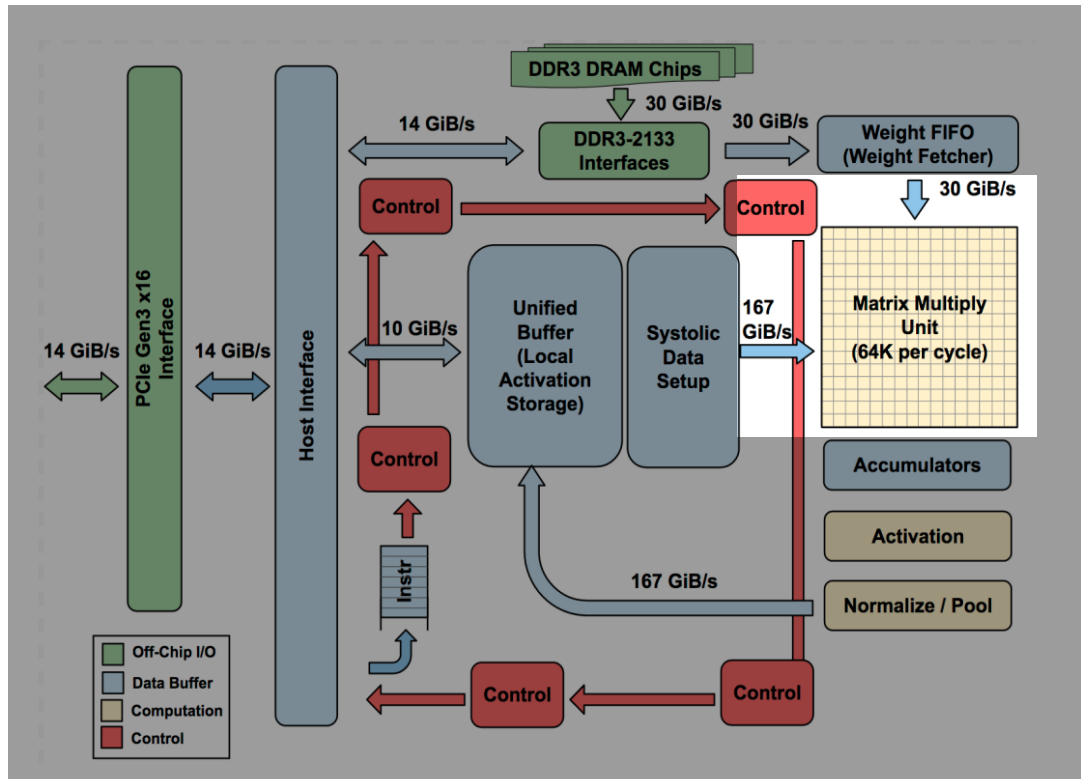 DDR3 DRAM Chips
30 GiB/s
14 GiB/s
30 GiB/s
DDR3-2133
Interfaces
Weight FIFO
(Weight Fetcher)
30 GiB/s
Control
Control
PCIe Gen3 x16
Interface
Host Interface
14 GiB/s
14 GiB/s
10 GiB/s
Unified
Buffer
(Local
Activation
Storage)
Systolic
Data
Setup
167
GiB/s
Matrix Multiply
Unit
(64K per cycle)
Control
Accumulators
Activation
Instr
167 GiB/s
Normalize / Pool
Off-Chip I/O
Data Buffer
Computation
Control
Control
Control